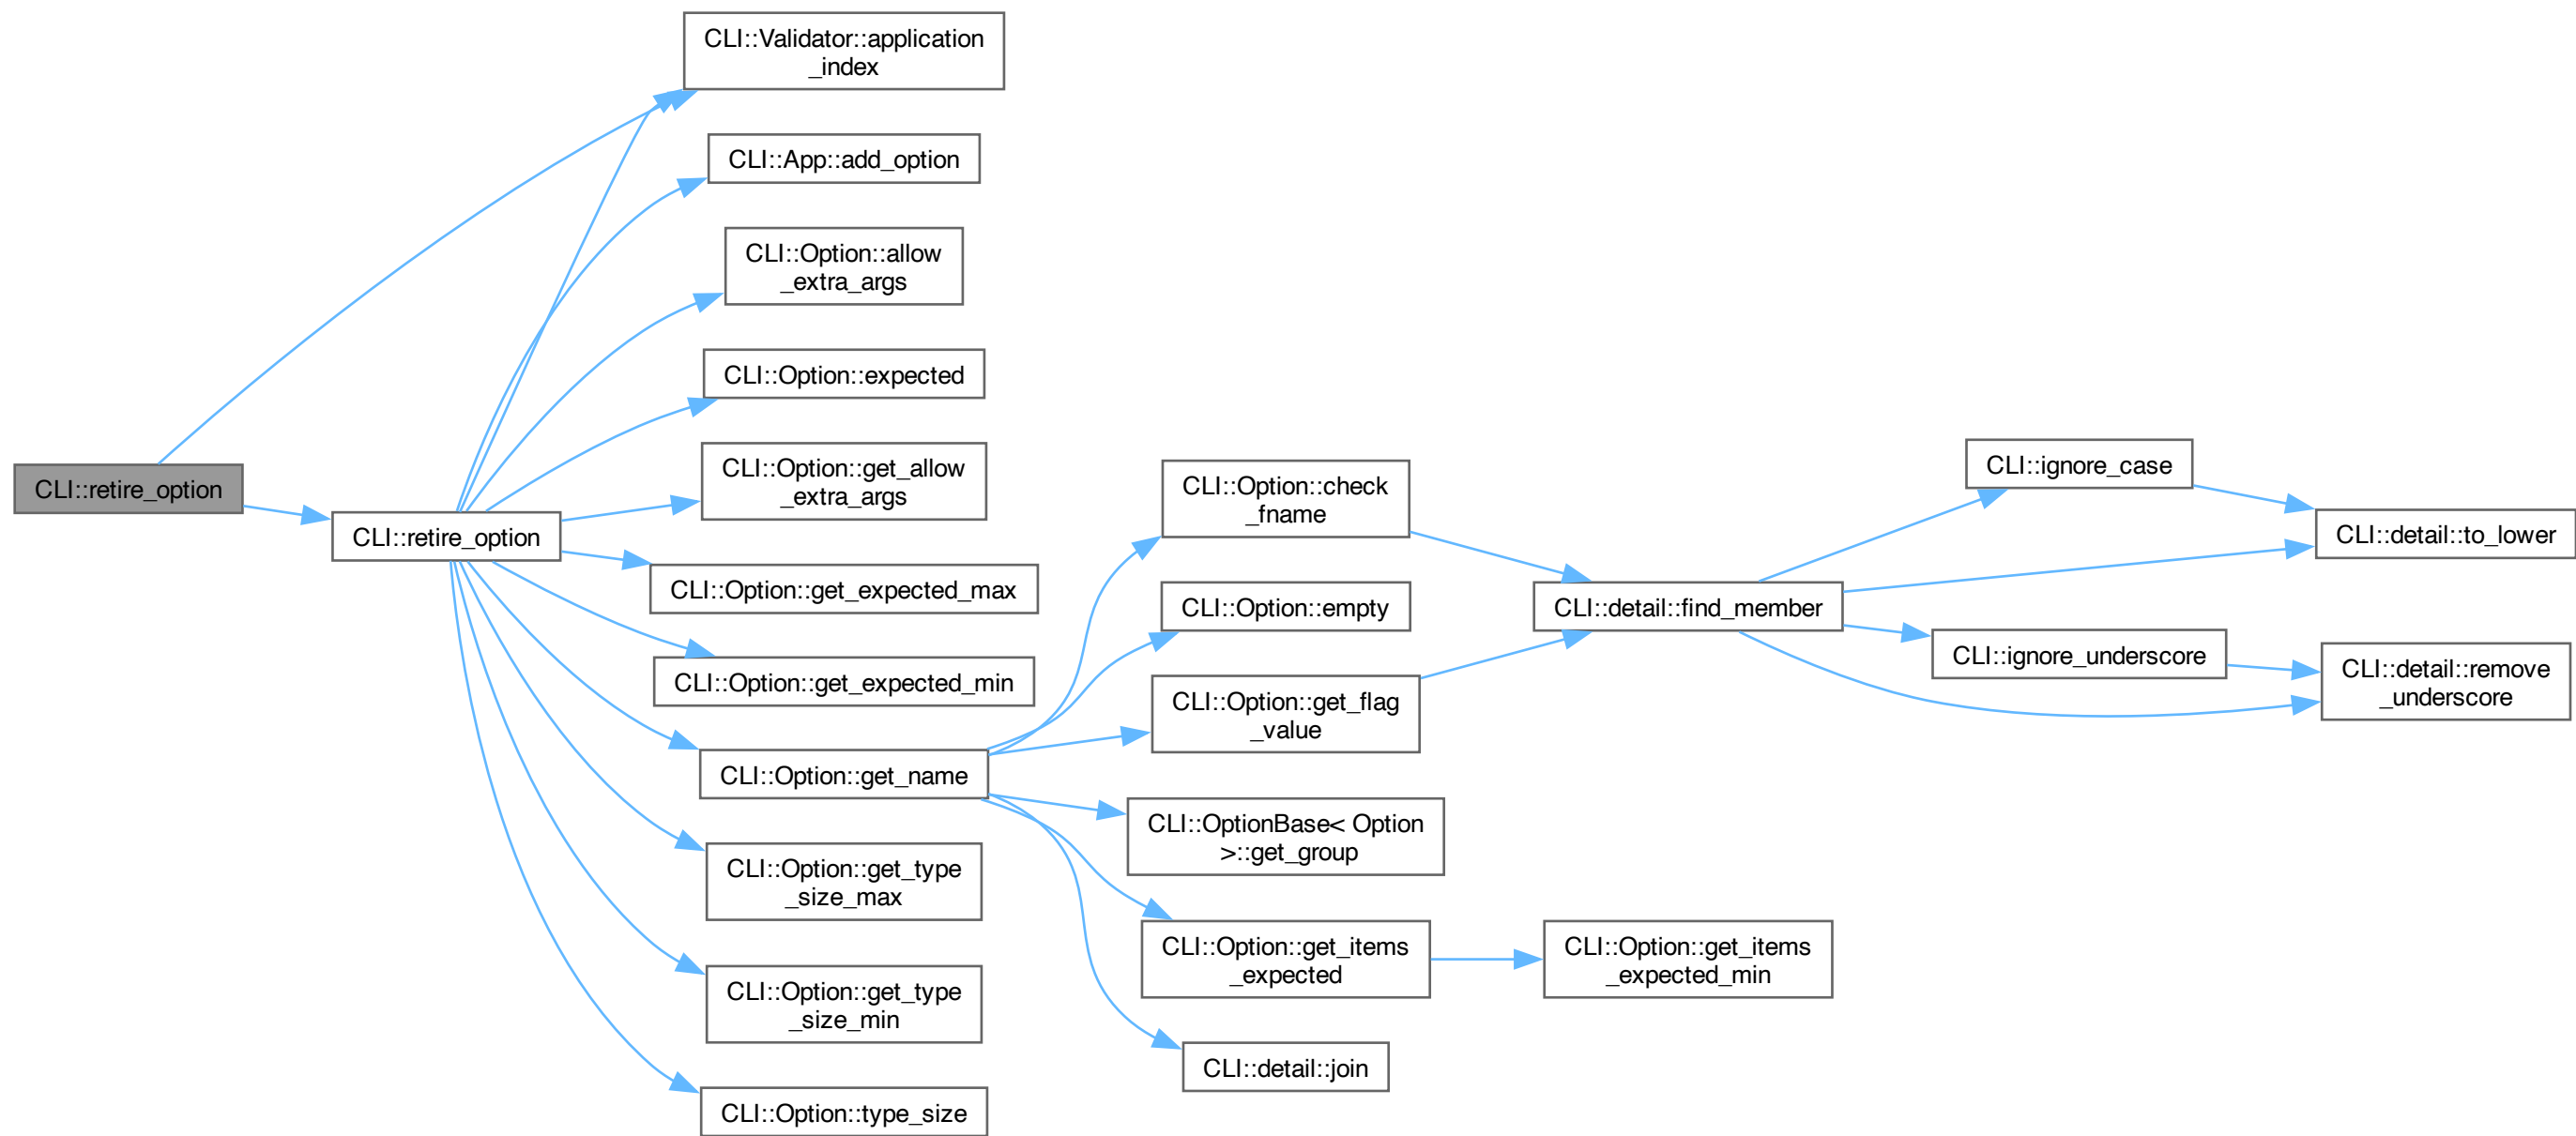 CLI::retire_option
CLI::retire_option
CLI::Validator::application
_index
CLI::App::add_option
CLI::Option::allow
_extra_args
CLI::Option::expected
CLI::Option::get_allow
_extra_args
CLI::Option::get_expected_max
CLI::Option::get_expected_min
CLI::Option::get_name
CLI::Option::get_type
_size_max
CLI::Option::get_type
_size_min
CLI::Option::type_size
CLI::Option::check
_fname
CLI::Option::empty
CLI::Option::get_flag
_value
CLI::OptionBase< Option
>::get_group
CLI::Option::get_items
_expected
CLI::detail::join
CLI::detail::find_member
CLI::Option::get_items
_expected_min
CLI::ignore_case
CLI::ignore_underscore
CLI::detail::to_lower
CLI::detail::remove
_underscore